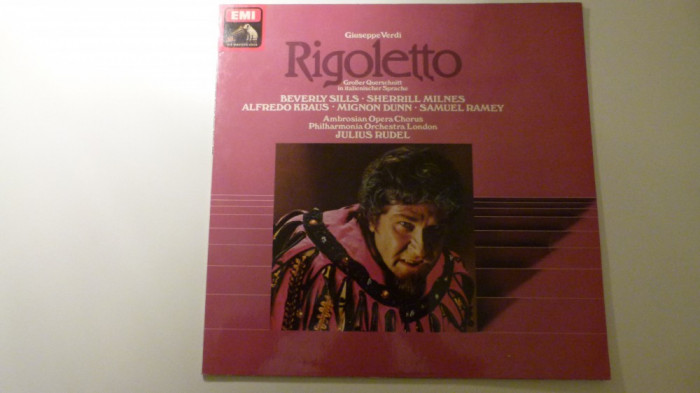 EMI
Giuseppe Verdi
Rigoletto
Großer Querschnitt
in italienischer Sprache
BEVERLY SILLS · SHERRILL MILNES
ALFREDO KRAUS · MIGNON DUNN · SAMUEL RAMEY
Ambrosian Opera Chorus
Philharmonia Orchestra London
JULIUS RUDEL